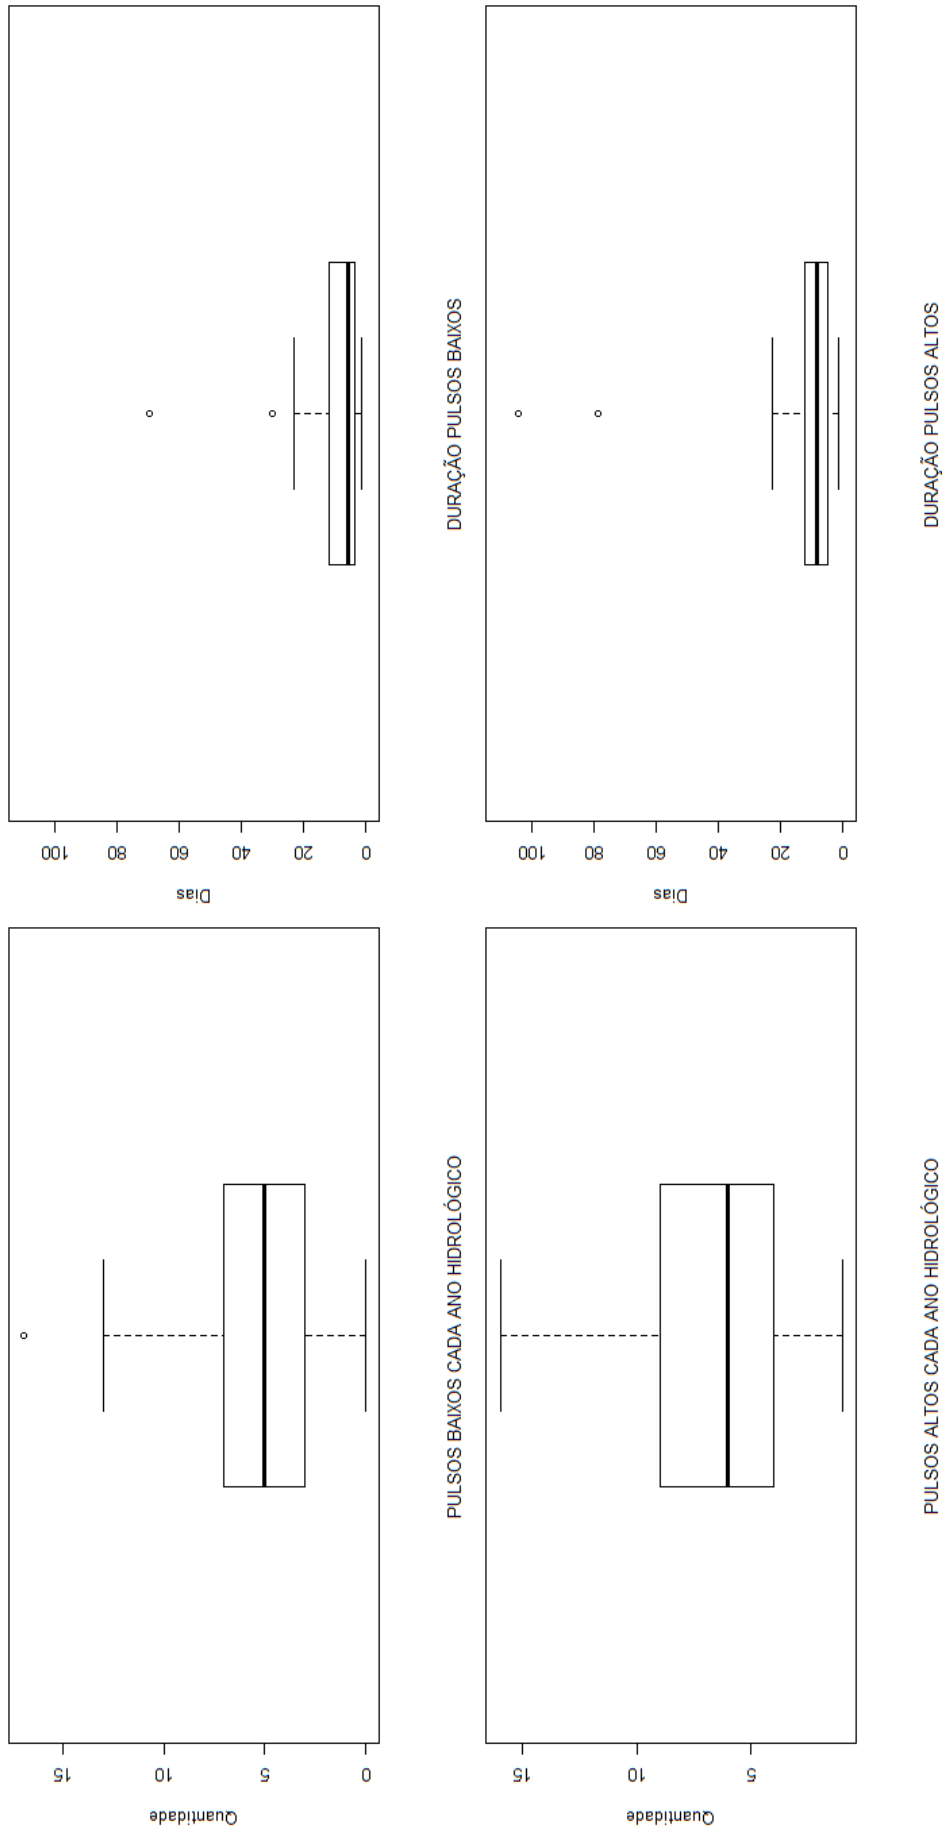 Quantidade
0
5
10
15
PULSOS BAIXOS CADA ANO HIDROLÓGICO
Dias
0
20
40
60
80
100
DURAÇÃO PULSOS BAIXOS
Quantidade
5
10
15
PULSOS ALTOS CADA ANO HIDROLÓGICO
Dias
0
20
40
60
80
100
DURAÇÃO PULSOS ALTOS